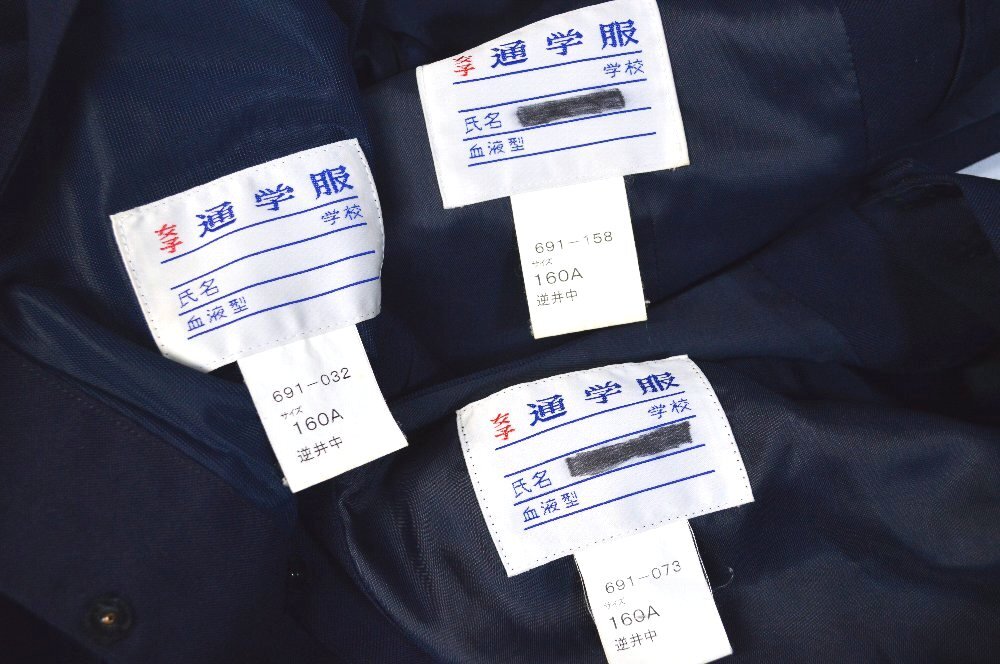 女子 通学服
学校
氏名
血液型
691-158
サイズ
160A
逆井中
女子 通学服
学校
氏名
血液型
691-032
サイズ
160A
逆井中
女子 通学服
学校
氏名
血液型
691-073
サイズ
160A
逆井中